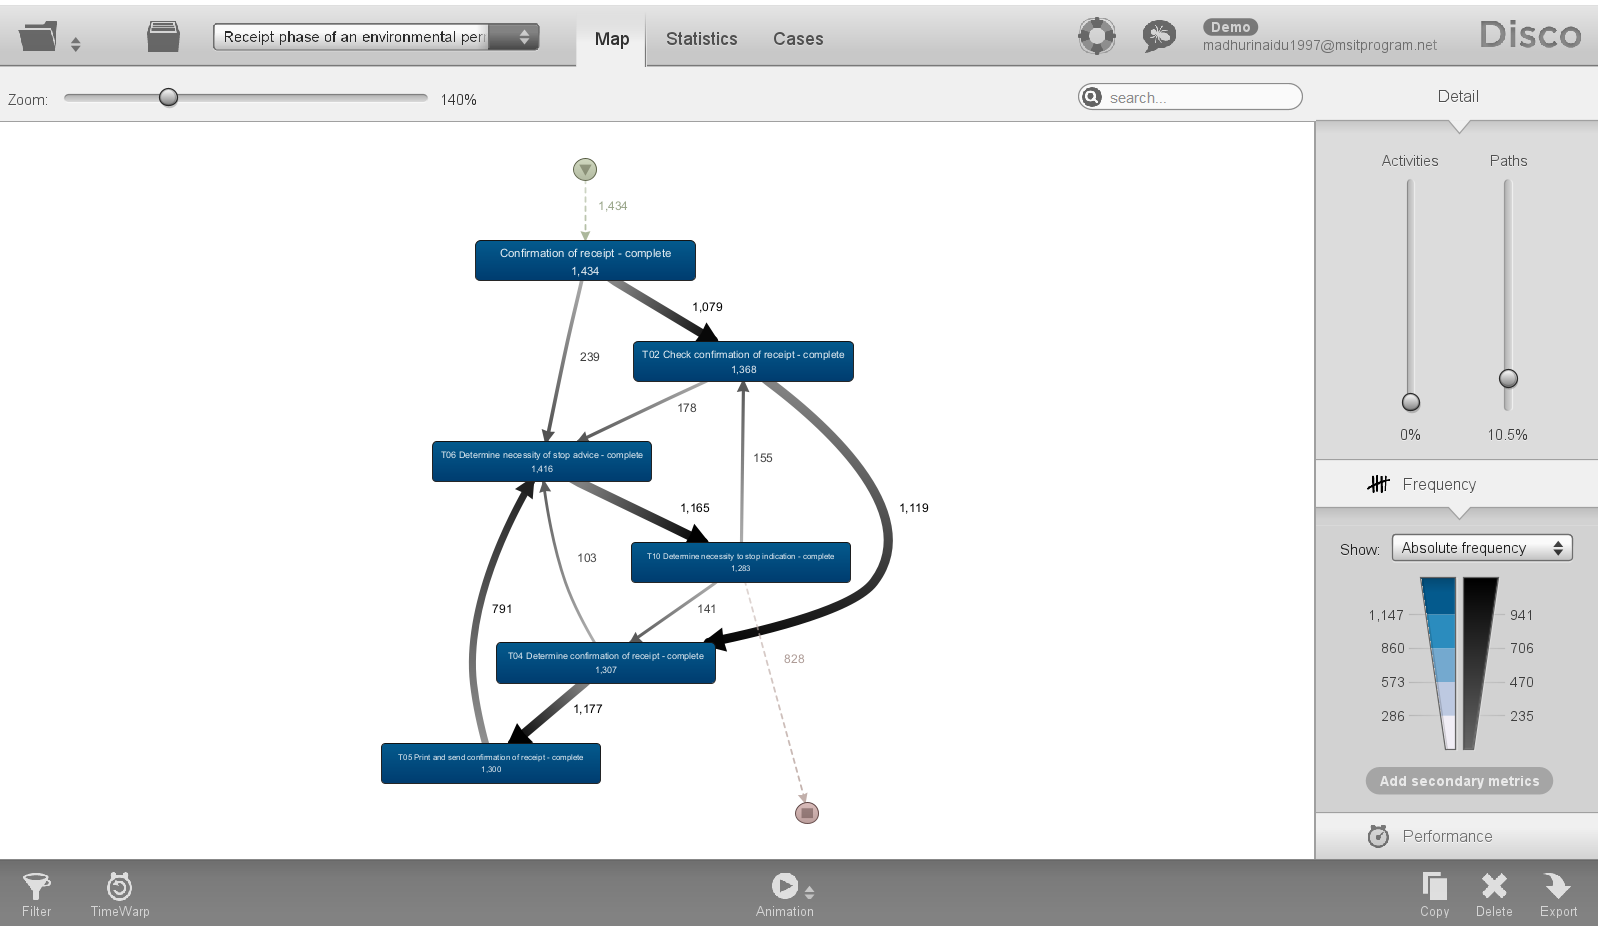 Receipt phase of an environmental per
Map
Statistics
Cases
Demo
madhurinaidu1997@msitprogram.net
Disco
Zoom:
140%
search...
Detail
Activities
Paths
0%
10.5%
1,434
Confirmation of receipt - complete
1,434
1,079
239
T02 Check confirmation of receipt - complete
1,368
178
T06 Determine necessity of stop advice - complete
1,416
155
1,165
1,119
103
T10 Determine necessity to stop indication - complete
1,283
791
141
T04 Determine confirmation of receipt - complete
1,307
828
1,177
T05 Print and send confirmation of receipt - complete
1,300
Frequency
Show:
Absolute frequency
1,147
941
860
706
573
470
286
235
Add secondary metrics
Performance
Filter
TimeWarp
Animation
Copy
Delete
Export